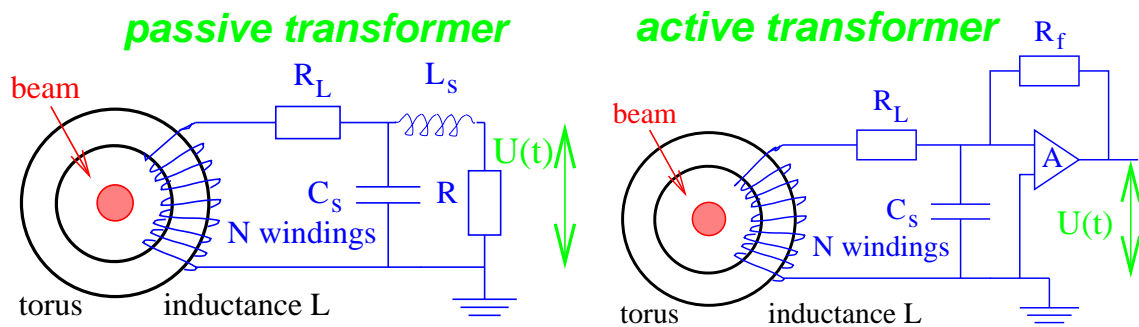 passive transformer
beam
R_L
L_s
U(t)
C_s
R
N windings
torus
inductance L
active transformer
R_f
beam
R_L
A
C_s
U(t)
N windings
torus
inductance L